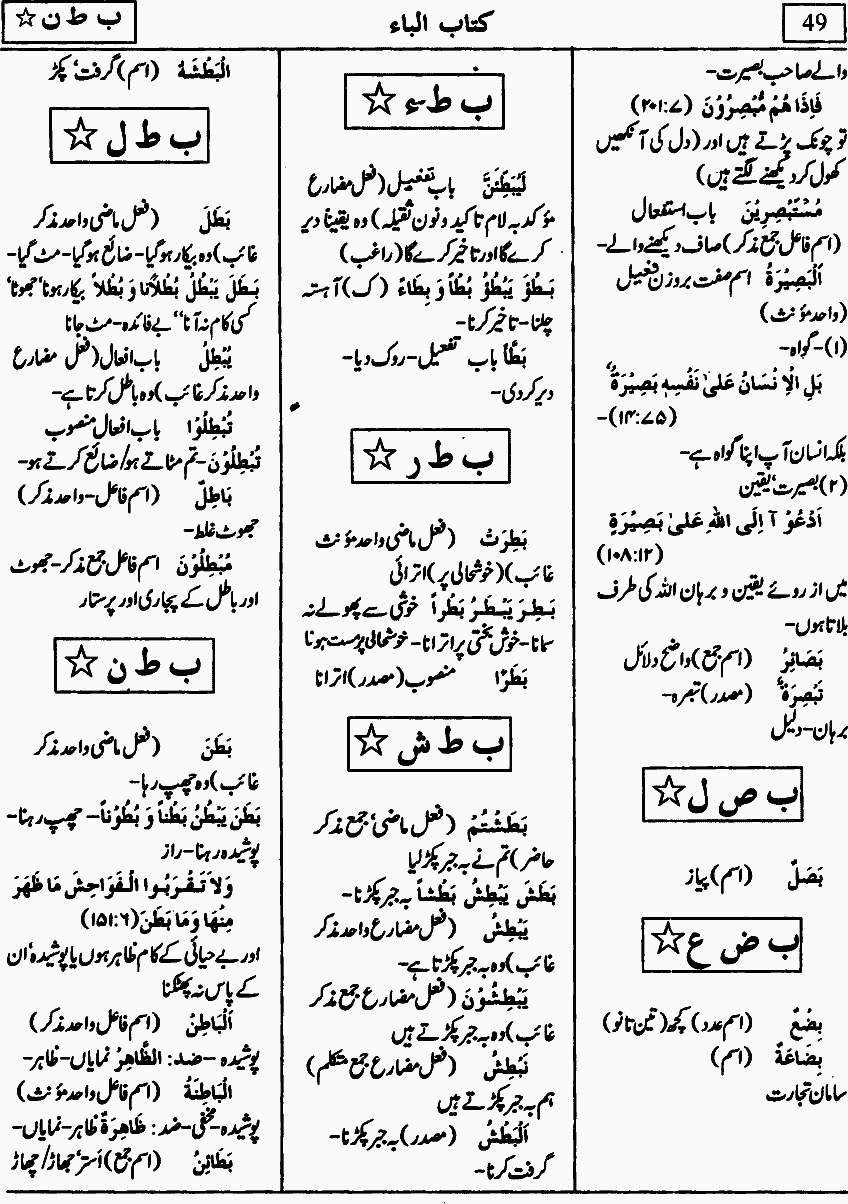 49
کتاب الباء
ب ط ن ☆
والے صاحب بصیرت-
فَاِذَا هُمْ مُّبْصِرُوْنَ (۲۰۱:۷)
تو چونک پڑتے ہیں اور (دل کی آنکھیں
کھول کر دیکھنے لگتے ہیں)
مُسْتَبْصِرِیْنَ باب استفعال
(اسم فاعل جمع مذکر) صاف دیکھنے والے-
اَلْبَصِیْرَةُ اسم صفت بروزن فعیل
(واحد مؤنث)
(۱)-گواہ-
بَلِ الْاِنْسَانُ عَلٰی نَفْسِهٖ بَصِیْرَةٌ
(۱۴:۷۵)-
بلکہ انسان آپ اپنا گواہ ہے-
(۲) بصیرت، یقین
اَدْعُوْآ اِلَی اللهِ عَلٰی بَصِیْرَةٍ
(۱۰۸:۱۲)
میں از روئے یقین و برہان اللہ کی طرف
بلاتا ہوں-
بَصَائِرُ (اسم جمع) واضح دلائل
تَبْصِرَةً (مصدر) تبصرہ-
برہان-دلیل
ب ص ل ☆
بَصَلٌ (اسم) پیاز
ب ض ع ☆
بِضْعٌ (اسم عدد) کچھ (تین تا نو)
بِضَاعَةٌ (اسم)
سامان تجارت
ب ط ء ☆
لَیُبَطِّئَنَّ باب تفعیل (فعل مضارع
مؤکد بہ لام تاکید و نون ثقیلہ) وہ یقیناً دیر
کرے گا اور تاخیر کرے گا (راغب)
بَطُؤَ یَبْطُؤُ بُطْأً وَ بِطَاءً (ک) آہستہ
چلنا-تاخیر کرنا-
بَطَّأَ باب تفعیل-روک دیا-
دیر کر دی-
ب ط ر ☆
بَطِرَتْ (فعل ماضی واحد مؤنث
غائب) (خوشحالی پر) اترائی
بَطِرَ یَبْطَرُ بَطْراً خوشی سے پھولے نہ
سمانا-خوش بختی پر اترانا-خوشحالی پر مست ہونا
بَطَرًا منصوب (مصدر) اترانا
ب ط ش ☆
بَطَشْتُمْ (فعل ماضی، جمع مذکر
حاضر) تم نے بہ جبر پکڑ لیا
بَطَشَ یَبْطِشُ بَطْشاً بہ جبر پکڑنا-
یَبْطِشُ (فعل مضارع واحد مذکر
غائب) وہ بہ جبر پکڑتا ہے-
یَبْطِشُوْنَ (فعل مضارع جمع مذکر
غائب) وہ بہ جبر پکڑتے ہیں
نَبْطِشُ (فعل مضارع جمع متکلم)
ہم بہ جبر پکڑتے ہیں
اَلْبَطْشُ (مصدر) بہ جبر پکڑنا-
گرفت کرنا-
الْبَطْشَةُ (اسم) گرفت، پکڑ
ب ط ل ☆
بَطَلَ (فعل ماضی واحد مذکر
غائب) وہ بیکار ہو گیا-ضائع ہو گیا-مٹ گیا-
بَطَلَ یَبْطُلُ بُطْلَانًا وَ بُطْلاً بیکار ہونا، جھوٹا،
کسی کام نہ آنا،، بے فائدہ-مٹ جانا
یُبْطِلُ باب افعال (فعل مضارع
واحد مذکر غائب) وہ باطل کرتا ہے-
تُبْطِلُوْا باب افعال منصوب
تُبْطِلُوْنَ-تم مٹاتے ہو/ضائع کرتے ہو-
بَاطِلٌ (اسم فاعل-واحد مذکر)
جھوٹ غلط-
مُبْطِلُوْنَ اسم فاعل جمع مذکر-جھوٹ
اور باطل کے پجاری اور پرستار
ب ط ن ☆
بَطَنَ (فعل ماضی واحد مذکر
غائب) وہ چھپ رہا-
بَطَنَ یَبْطُنُ بَطْناً وَ بُطُوْناً- چھپ رہنا-
پوشیدہ رہنا-راز
وَلَا تَقْرَبُوا الْفَوَاحِشَ مَا ظَهَرَ
مِنْهَا وَمَا بَطَنَ (۱۵۱:۶)
اور بے حیائی کے کام ظاہر ہوں یا پوشیدہ، ان
کے پاس نہ پھٹکنا
اَلْبَاطِنُ (اسم فاعل واحد مذکر)
پوشیدہ-ضد: الظَّاهِرُ نمایاں-ظاہر-
الْبَاطِنَةُ (اسم فاعل واحد مؤنث)
پوشیدہ-مخفی-ضد: ظَاهِرَةٌ ظاہر-نمایاں-
بَطَائِنُ (اسم جمع) استر، جھاڑ/چھاڑ